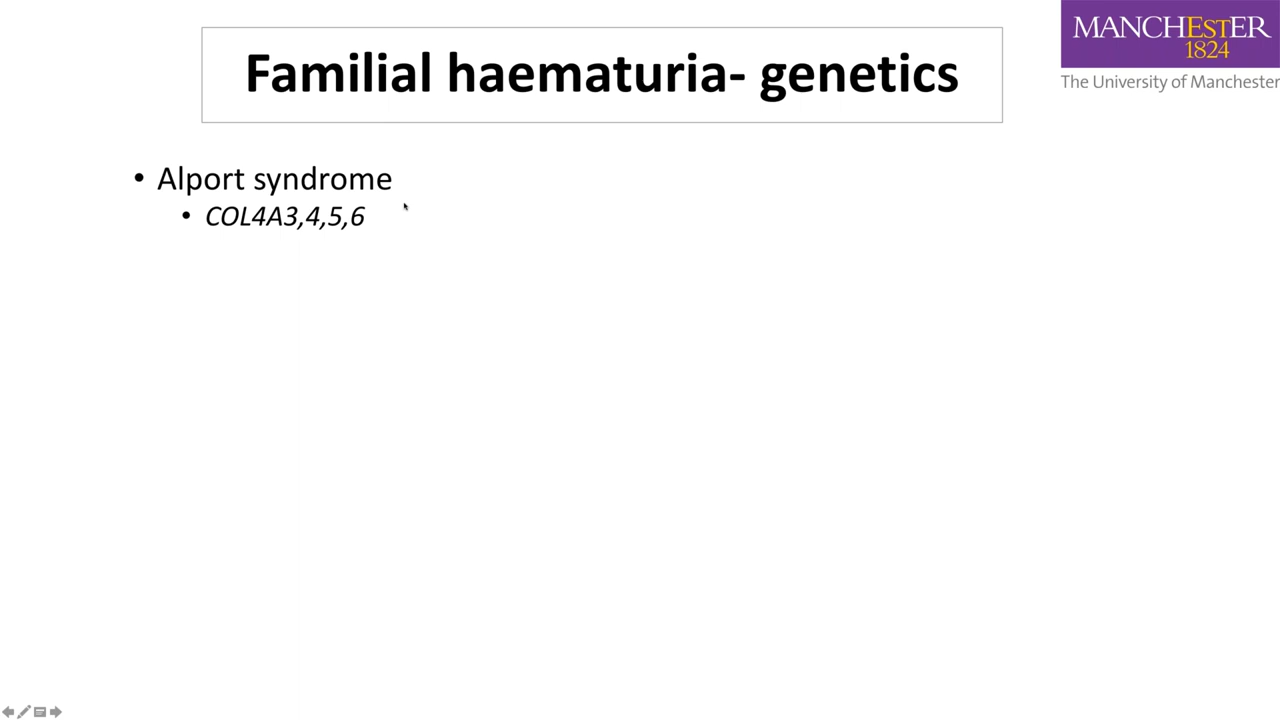 MANCHESTER
1824
The University of Manchester
Familial haematuria- genetics
• Alport syndrome
• COL4A3,4,5,6